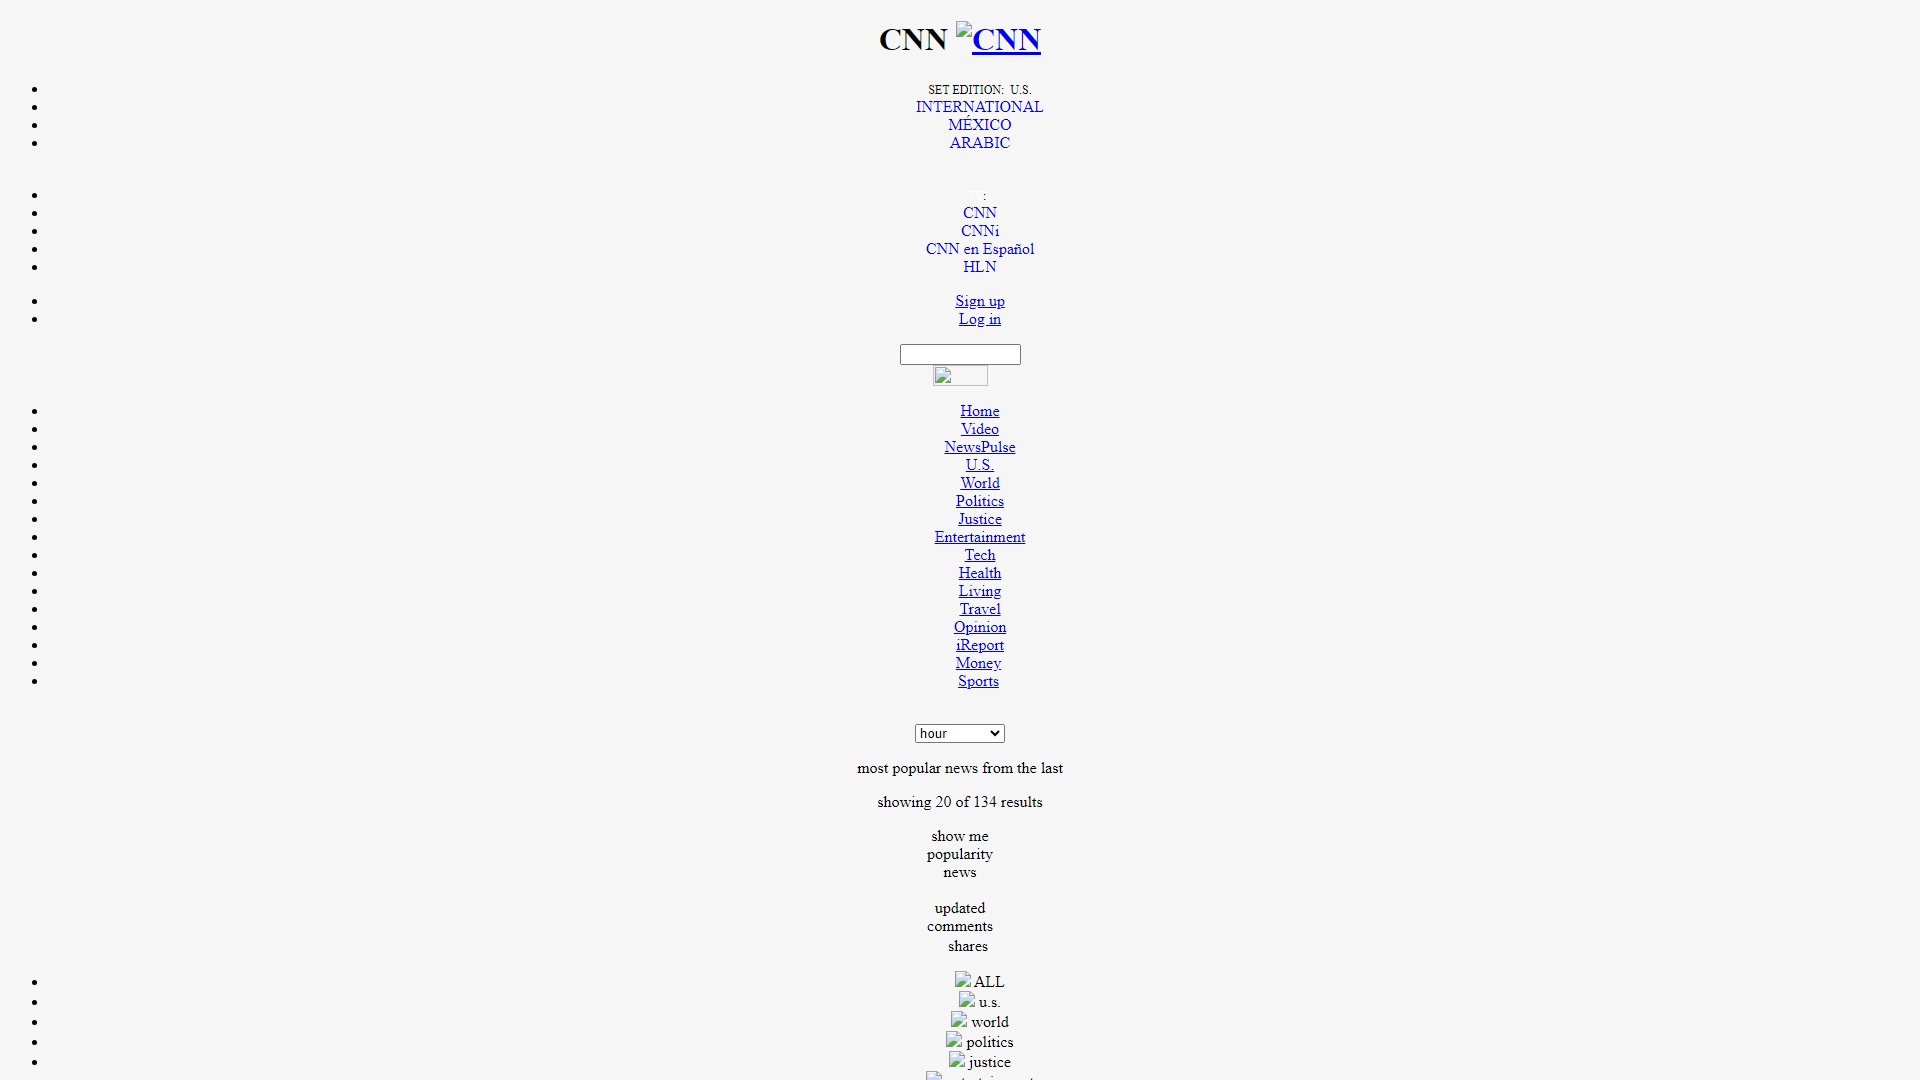 CNN CNN
SET EDITION: U.S.
INTERNATIONAL
MÉXICO
ARABIC
:
CNN
CNNi
CNN en Español
HLN
Sign up
Log in
Home
Video
NewsPulse
U.S.
World
Politics
Justice
Entertainment
Tech
Health
Living
Travel
Opinion
iReport
Money
Sports
hour
most popular news from the last
showing 20 of 134 results
show me
popularity
news
updated
comments
shares
ALL
u.s.
world
politics
justice